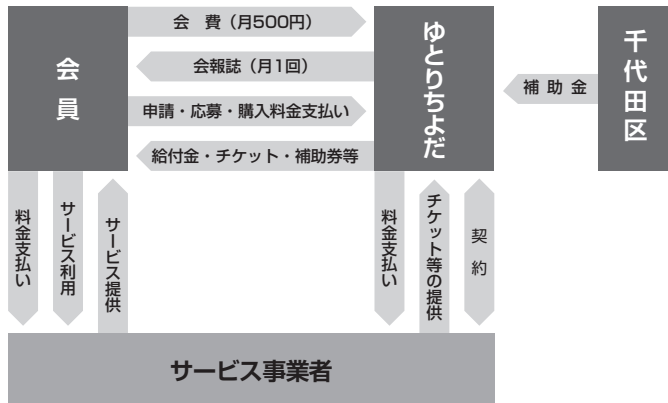 会員
会　費（月500円）
会報誌（月1回）
申請・応募・購入料金支払い
給付金・チケット・補助券等
ゆとりちよだ
補助金
千代田区
料金支払い
サービス利用
サービス提供
料金支払い
チケット等の提供
契約
サービス事業者